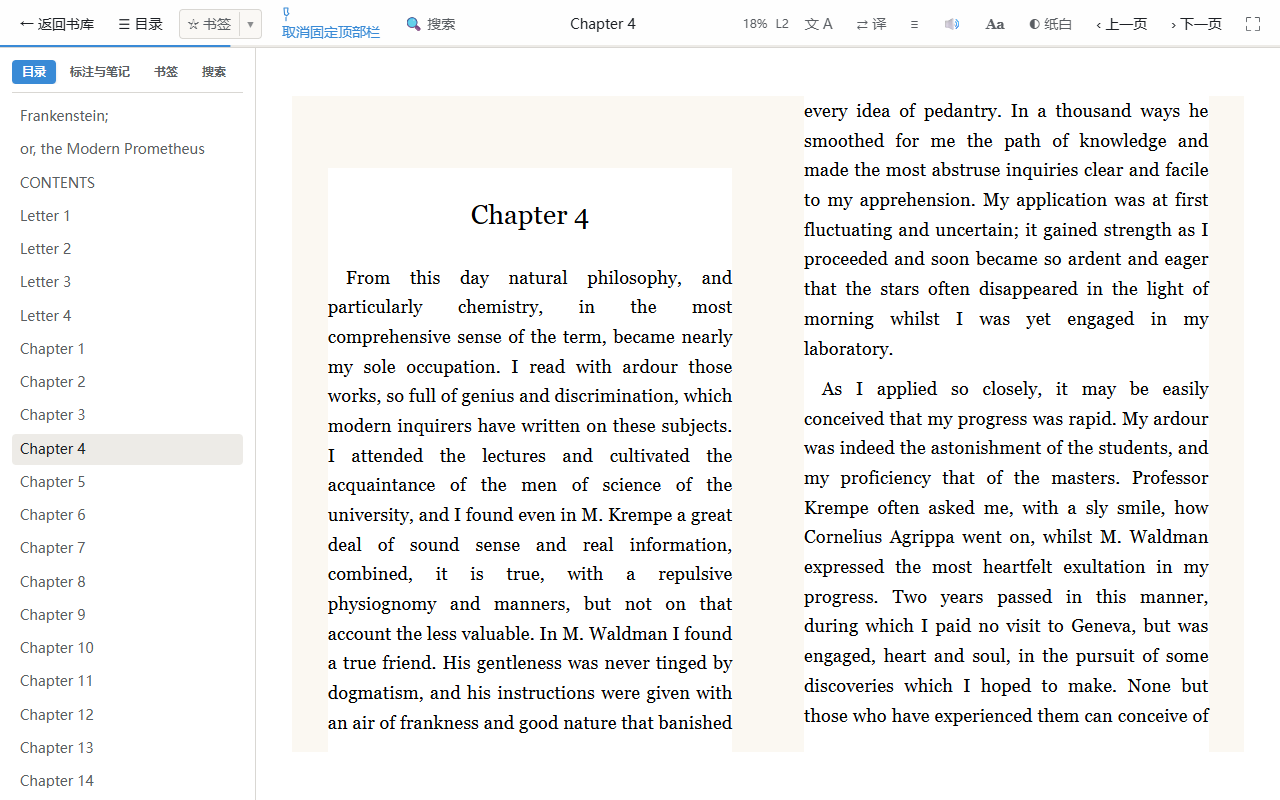 ← 返回书库
☰ 目录
☆ 书签 ▾
取消固定顶部栏
🔍 搜索
Chapter 4
18% L2
文 A
⇄ 译
≡
🔊
Aa
◐ 纸白
‹ 上一页
› 下一页
目录
标注与笔记
书签
搜索
Frankenstein;
or, the Modern Prometheus
CONTENTS
Letter 1
Letter 2
Letter 3
Letter 4
Chapter 1
Chapter 2
Chapter 3
Chapter 4
Chapter 5
Chapter 6
Chapter 7
Chapter 8
Chapter 9
Chapter 10
Chapter 11
Chapter 12
Chapter 13
Chapter 14
Chapter 4
From this day natural philosophy, and
particularly chemistry, in the most
comprehensive sense of the term, became nearly
my sole occupation. I read with ardour those
works, so full of genius and discrimination, which
modern inquirers have written on these subjects.
I attended the lectures and cultivated the
acquaintance of the men of science of the
university, and I found even in M. Krempe a great
deal of sound sense and real information,
combined, it is true, with a repulsive
physiognomy and manners, but not on that
account the less valuable. In M. Waldman I found
a true friend. His gentleness was never tinged by
dogmatism, and his instructions were given with
an air of frankness and good nature that banished
every idea of pedantry. In a thousand ways he
smoothed for me the path of knowledge and
made the most abstruse inquiries clear and facile
to my apprehension. My application was at first
fluctuating and uncertain; it gained strength as I
proceeded and soon became so ardent and eager
that the stars often disappeared in the light of
morning whilst I was yet engaged in my
laboratory.
As I applied so closely, it may be easily
conceived that my progress was rapid. My ardour
was indeed the astonishment of the students, and
my proficiency that of the masters. Professor
Krempe often asked me, with a sly smile, how
Cornelius Agrippa went on, whilst M. Waldman
expressed the most heartfelt exultation in my
progress. Two years passed in this manner,
during which I paid no visit to Geneva, but was
engaged, heart and soul, in the pursuit of some
discoveries which I hoped to make. None but
those who have experienced them can conceive of